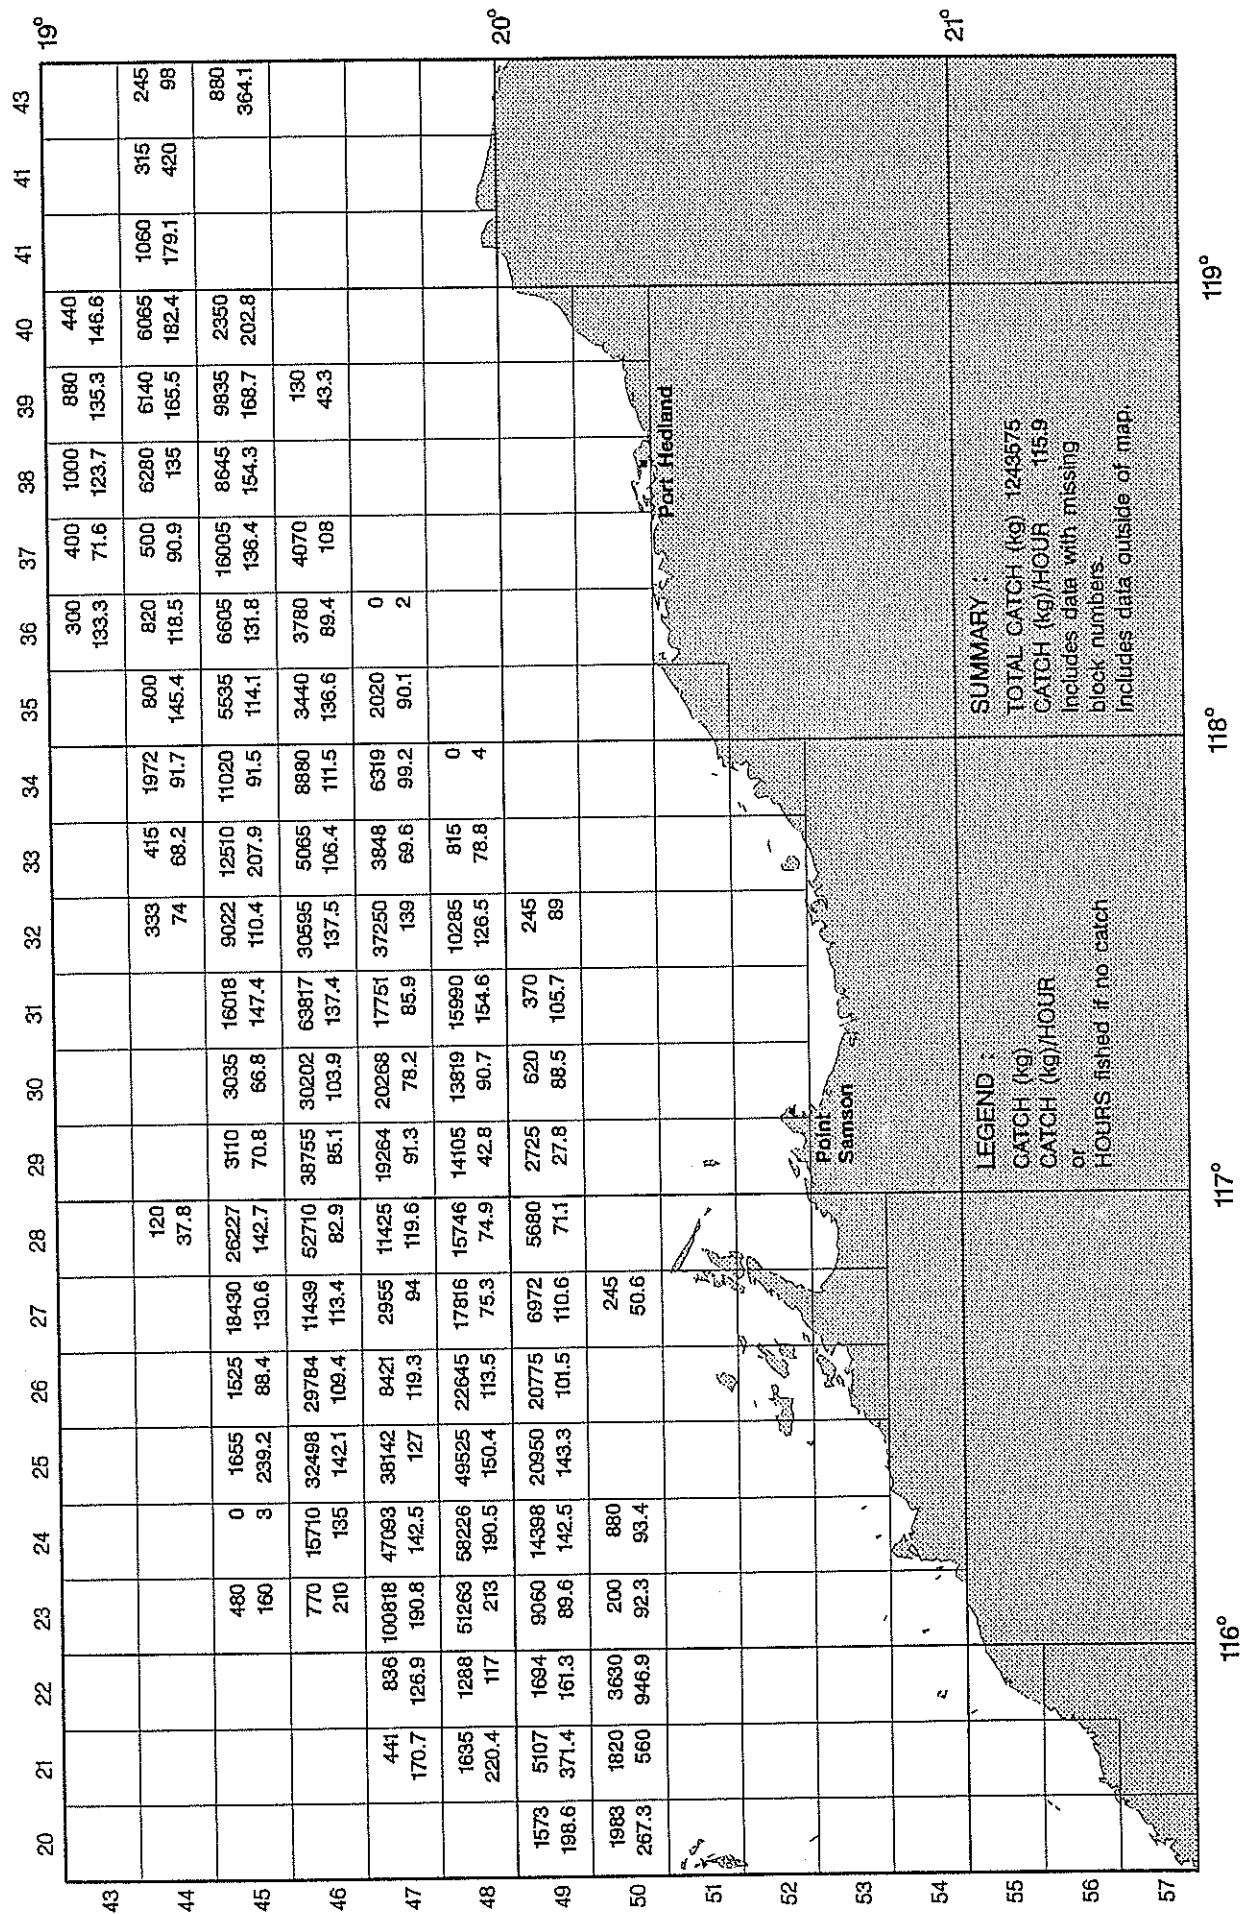 20 21 22 23 24 25 26 27 28 29 30 31 32 33 34 35 36 37 38 39 40 41 41 43
19°
43 300 400 1000 880 440
133.3 71.6 123.7 135.3 146.6
44 120 333 415 1972 800 820 500 6280 6140 6065 1060 315 245
37.8 74 68.2 91.7 145.4 118.5 90.9 135 165.5 182.4 179.1 420 98
45 480 0 1655 1525 18430 26227 3110 3035 16018 9022 12510 11020 5535 6605 16005 8645 9835 2350 880
160 3 239.2 88.4 130.6 142.7 70.8 66.8 147.4 110.4 207.9 91.5 114.1 131.8 136.4 154.3 168.7 202.8 364.1
46 770 15710 32498 29784 11439 52710 38755 30202 63817 30595 5065 8880 3440 3780 4070 130
210 135 142.1 109.4 113.4 82.9 85.1 103.9 137.4 137.5 106.4 111.5 136.6 89.4 108 43.3
47 441 836 100818 47093 38142 8421 2955 11425 19264 20268 17751 37250 3848 6319 2020 0
170.7 126.9 190.8 142.5 127 119.3 94 119.6 91.3 78.2 85.9 139 69.6 99.2 90.1 2
48 1635 1288 51263 58226 49525 22645 17816 15746 14105 13819 15990 10285 815 0
220.4 117 213 190.5 150.4 113.5 75.3 74.9 42.8 90.7 154.6 126.5 78.8 4
20°
49 1573 5107 1694 9060 14398 20950 20775 6972 5680 2725 620 370 245
198.6 371.4 161.3 89.6 142.5 143.3 101.5 110.6 71.1 27.8 88.5 105.7 89
50 1983 1820 3630 200 880 245
267.3 560 946.9 92.3 93.4 50.6
51
Port Hedland
52
53
Point
Samson
54
21°
55
56
57
LEGEND :
CATCH (kg)
CATCH (kg)/HOUR
or
HOURS fished if no catch
SUMMARY :
TOTAL CATCH (kg) 1243575
CATCH (kg)/HOUR 115.9
Includes data with missing
block numbers.
Includes data outside of map.
116° 117° 118° 119°